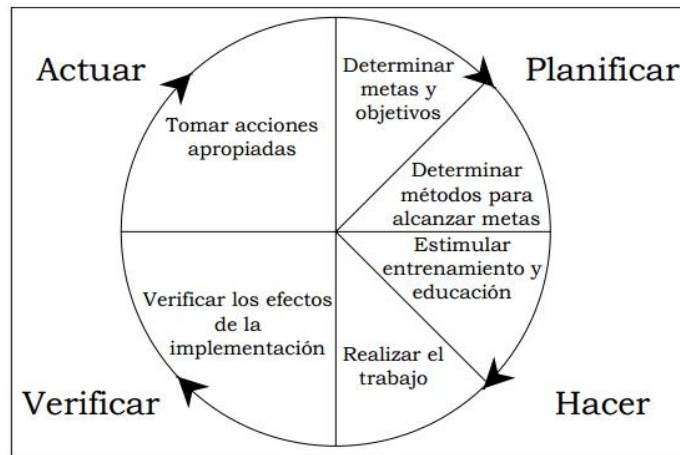 Actuar
Planificar
Determinar
metas y
objetivos
Tomar acciones
apropiadas
Determinar
métodos para
alcanzar metas
Estimular
entrenamiento y
educación
Verificar los efectos
de la
implementación
Realizar el
trabajo
Verificar
Hacer